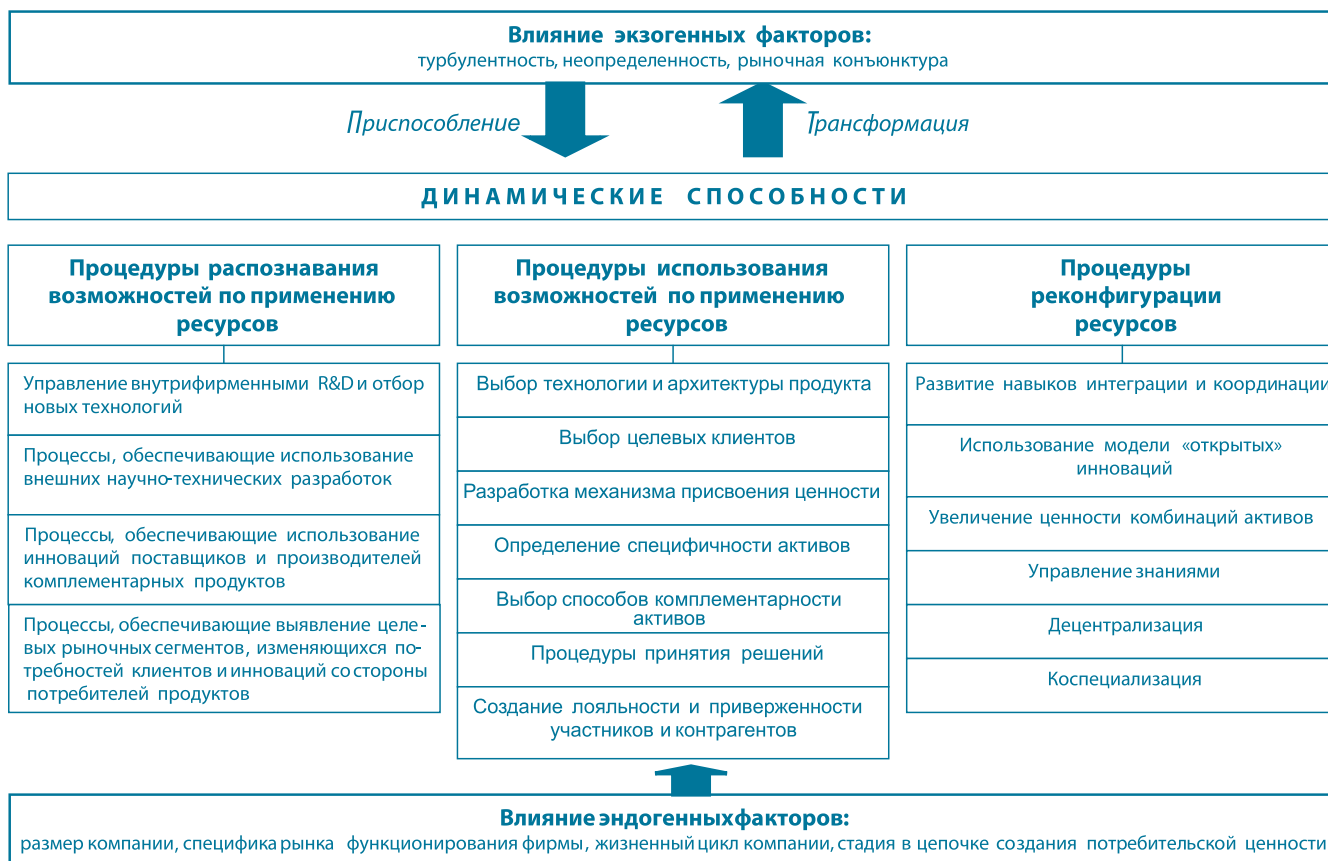 Влияние экзогенных факторов:
турбулентность, неопределенность, рыночная конъюнктура
Приспособление
Трансформация
ДИНАМИЧЕСКИЕ СПОСОБНОСТИ
Процедуры распознавания
возможностей по применению
ресурсов
Управление внутрифирменными R&D и отбор
новых технологий
Процессы, обеспечивающие использование
внешних научно-технических разработок
Процессы, обеспечивающие использование
инноваций поставщиков и производителей
комплементарных продуктов
Процессы, обеспечивающие выявление целе-
вых рыночных сегментов, изменяющихся по-
требностей клиентов и инноваций со стороны
потребителей продуктов
Процедуры использования
возможностей по применению
ресурсов
Выбор технологии и архитектуры продукта
Выбор целевых клиентов
Разработка механизма присвоения ценности
Определение специфичности активов
Выбор способов комплементарности
активов
Процедуры принятия решений
Создание лояльности и приверженности
участников и контрагентов
Процедуры
реконфигурации
ресурсов
Развитие навыков интеграции и координации
Использование модели «открытых»
инноваций
Увеличение ценности комбинаций активов
Управление знаниями
Децентрализация
Коспециализация
Влияние эндогенныхфакторов:
размер компании, специфика рынка функционирования фирмы, жизненный цикл компании, стадия в цепочке создания потребительской ценности